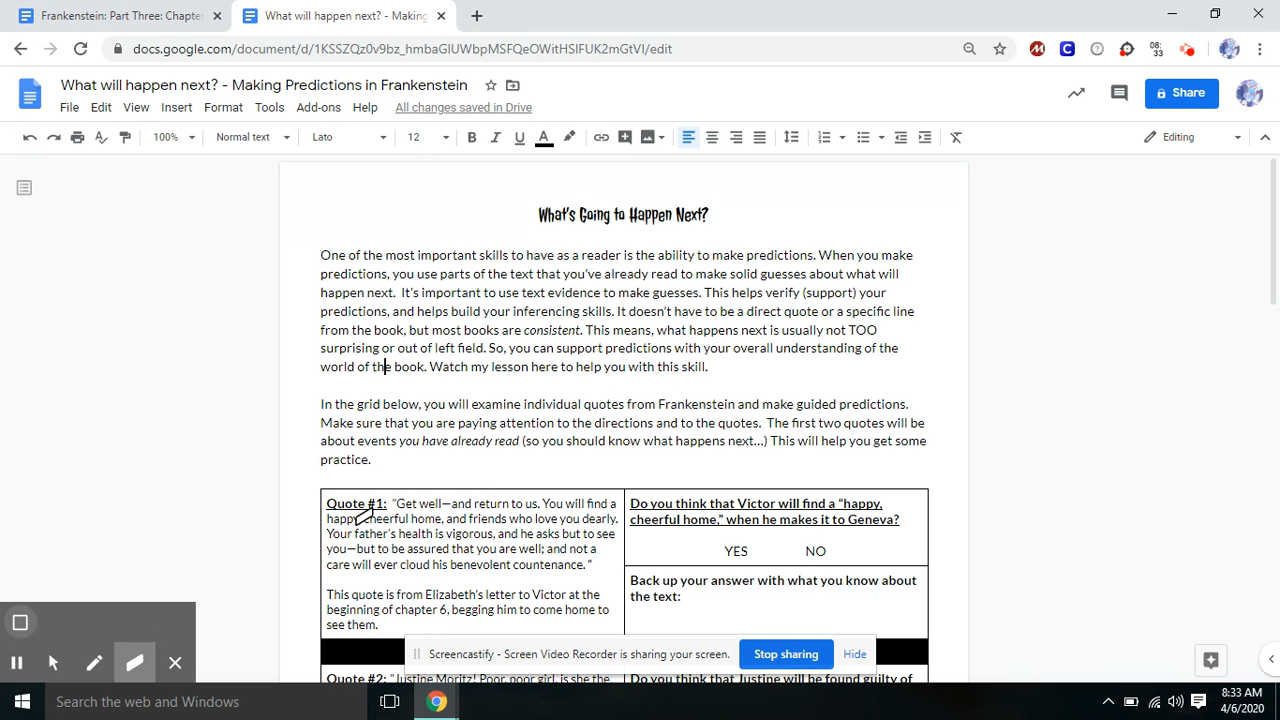 Frankenstein: Part Three: Chapter
What will happen next? - Making
docs.google.com/document/d/1KSSZQz0v9bz_hmbaGlUWbpMSFQeOWitHSIFUK2mGtVI/edit
08:
33
What will happen next? - Making Predictions in Frankenstein
File Edit View Insert Format Tools Add-ons Help All changes saved in Drive
Share
100% Normal text Lato 12 B I U A Editing
What's Going to Happen Next?
One of the most important skills to have as a reader is the ability to make predictions. When you make
predictions, you use parts of the text that you've already read to make solid guesses about what will
happen next. It's important to use text evidence to make guesses. This helps verify (support) your
predictions, and helps build your inferencing skills. It doesn't have to be a direct quote or a specific line
from the book, but most books are consistent. This means, what happens next is usually not TOO
surprising or out of left field. So, you can support predictions with your overall understanding of the
world of the book. Watch my lesson here to help you with this skill.
In the grid below, you will examine individual quotes from Frankenstein and make guided predictions.
Make sure that you are paying attention to the directions and to the quotes. The first two quotes will be
about events you have already read (so you should know what happens next...) This will help you get some
practice.
Quote #1: "Get well—and return to us. You will find a
happy, cheerful home, and friends who love you dearly.
Your father's health is vigorous, and he asks but to see
you—but to be assured that you are well; and not a
care will ever cloud his benevolent countenance. "
This quote is from Elizabeth's letter to Victor at the
beginning of chapter 6, begging him to come home to
see them.
Do you think that Victor will find a "happy,
cheerful home," when he makes it to Geneva?
YES NO
Back up your answer with what you know about
the text:
Quote #2: "Justine Moritz! Poor, poor girl, is she the
Do you think that Justine will be found guilty of
Screencastify - Screen Video Recorder is sharing your screen.
Stop sharing
Hide
Search the web and Windows
8:33 AM
4/6/2020